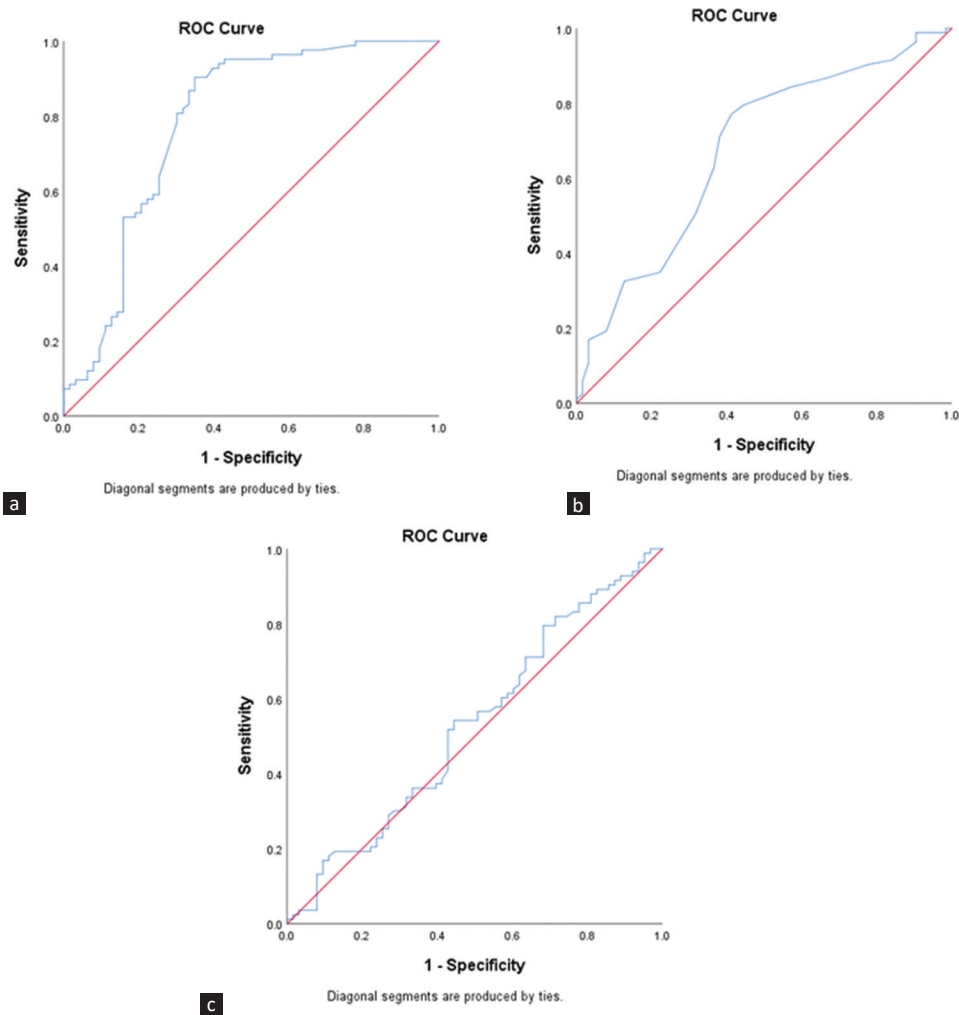 ROC Curve
1.0
0.8
0.6
0.4
0.2
0.0
Sensitivity
0.0 0.2 0.4 0.6 0.8 1.0
1 - Specificity
Diagonal segments are produced by ties.
a
ROC Curve
1.0
0.8
0.6
0.4
0.2
0.0
Sensitivity
0.0 0.2 0.4 0.6 0.8 1.0
1 - Specificity
Diagonal segments are produced by ties.
b
ROC Curve
1.0
0.8
0.6
0.4
0.2
0.0
Sensitivity
0.0 0.2 0.4 0.6 0.8 1.0
1 - Specificity
Diagonal segments are produced by ties.
c